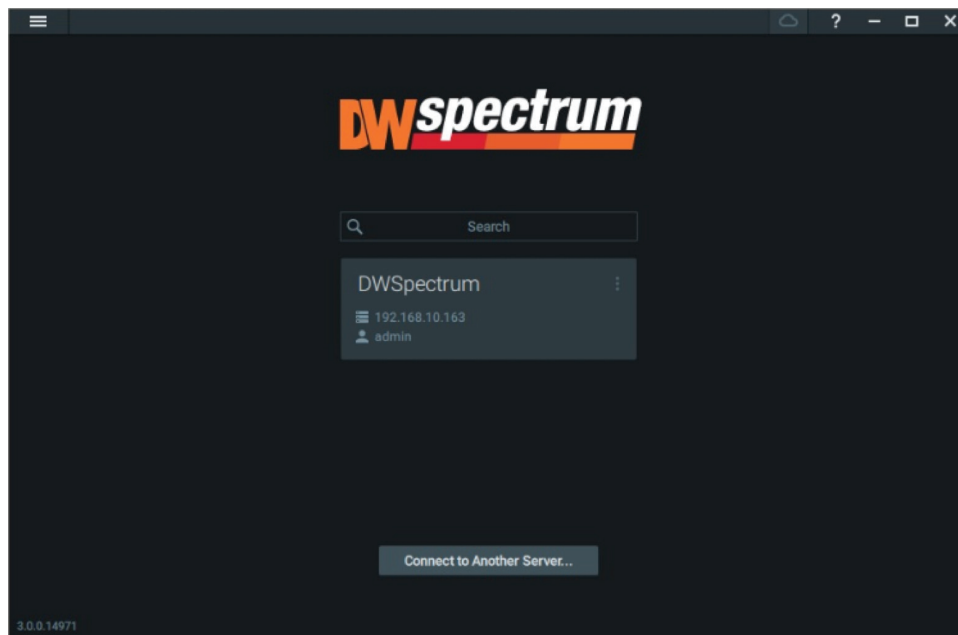 ?
DWspectrum
Search
DWSpectrum
192.168.10.163
admin
Connect to Another Server...
3.0.0.14971